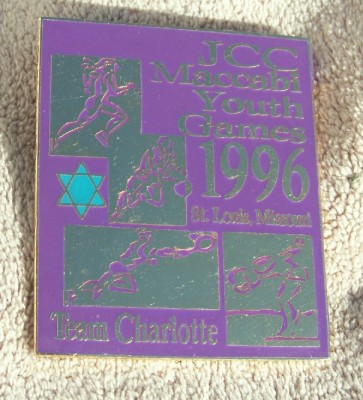 JCC
Maccabi
Youth
Games
1996
St. Louis, Missouri
Team Charlotte